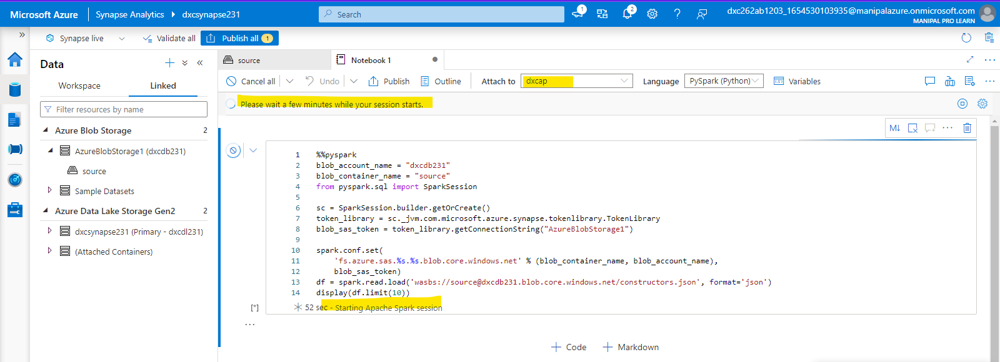 Microsoft Azure
Synapse Analytics
dxcsynapse231
Search
1
2
?
dxc262ab1203_1654530103935@manipalazure.onmicrosoft.com
MANIPAL PRO LEARN
Synapse live
Validate all
Publish all 1
Data
Workspace
Linked
Filter resources by name
Azure Blob Storage 2
AzureBlobStorage1 (dxcdb231)
source
Sample Datasets
Azure Data Lake Storage Gen2 2
dxcsynapse231 (Primary - dxcdl231)
(Attached Containers)
source
Notebook 1
Cancel all
Undo
Publish
Outline
Attach to
dxcap
Language
PySpark (Python)
Variables
Please wait a few minutes while your session starts.
M↓
1 %%pyspark
2 blob_account_name = "dxcdb231"
3 blob_container_name = "source"
4 from pyspark.sql import SparkSession
5
6 sc = SparkSession.builder.getOrCreate()
7 token_library = sc._jvm.com.microsoft.azure.synapse.tokenlibrary.TokenLibrary
8 blob_sas_token = token_library.getConnectionString("AzureBlobStorage1")
9
10 spark.conf.set(
11 'fs.azure.sas.%s.%s.blob.core.windows.net' % (blob_container_name, blob_account_name),
12 blob_sas_token)
13 df = spark.read.load('wasbs://source@dxcdb231.blob.core.windows.net/constructors.json', format='json')
14 display(df.limit(10))
[*]
52 sec - Starting Apache Spark session
+ Code
+ Markdown